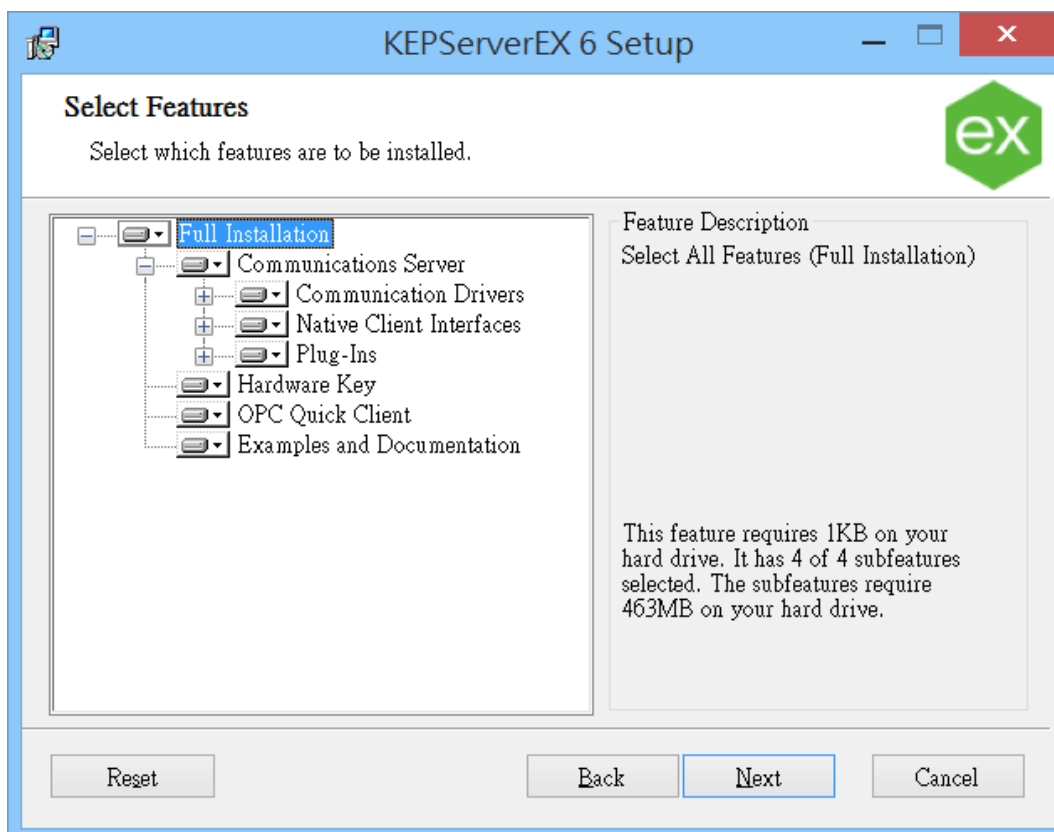 KEPServerEX 6 Setup
Select Features
Select which features are to be installed.
ex
Full Installation
Communications Server
Communication Drivers
Native Client Interfaces
Plug-Ins
Hardware Key
OPC Quick Client
Examples and Documentation
Feature Description
Select All Features (Full Installation)
This feature requires 1KB on your
hard drive. It has 4 of 4 subfeatures
selected. The subfeatures require
463MB on your hard drive.
Reset
Back
Next
Cancel